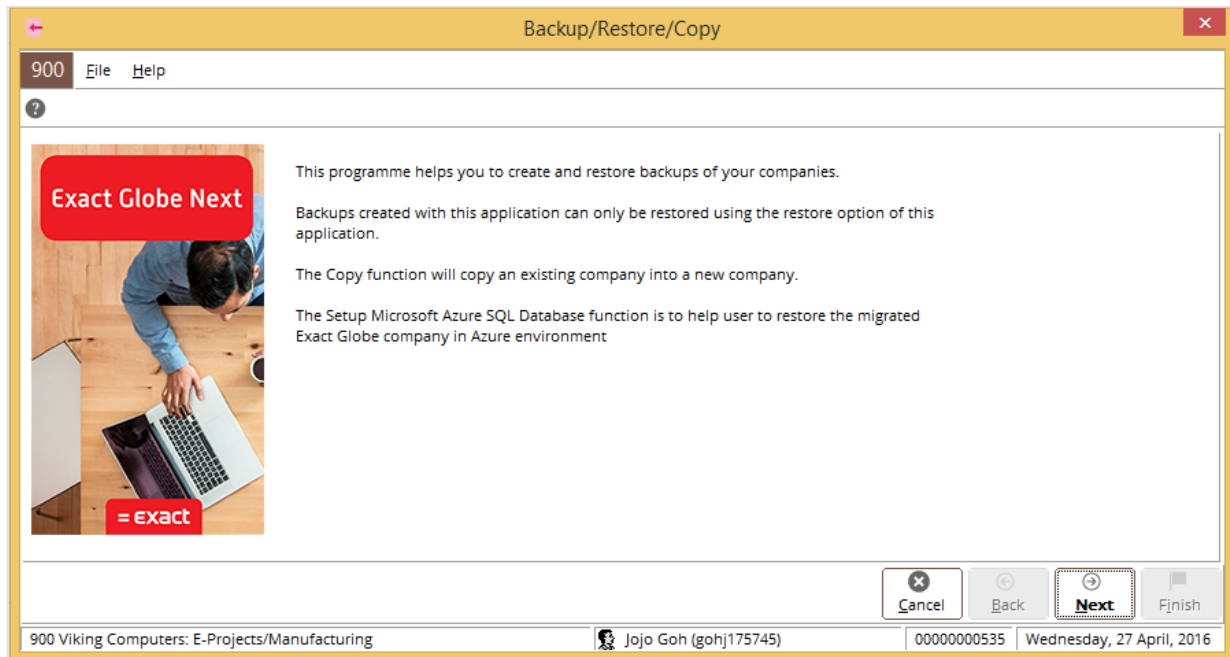 Backup/Restore/Copy
900 File Help
Exact Globe Next
This programme helps you to create and restore backups of your companies.
Backups created with this application can only be restored using the restore option of this
application.
The Copy function will copy an existing company into a new company.
The Setup Microsoft Azure SQL Database function is to help user to restore the migrated
Exact Globe company in Azure environment
= exact
Cancel Back Next Finish
900 Viking Computers: E-Projects/Manufacturing Jojo Goh (gohj175745) 00000000535 Wednesday, 27 April, 2016